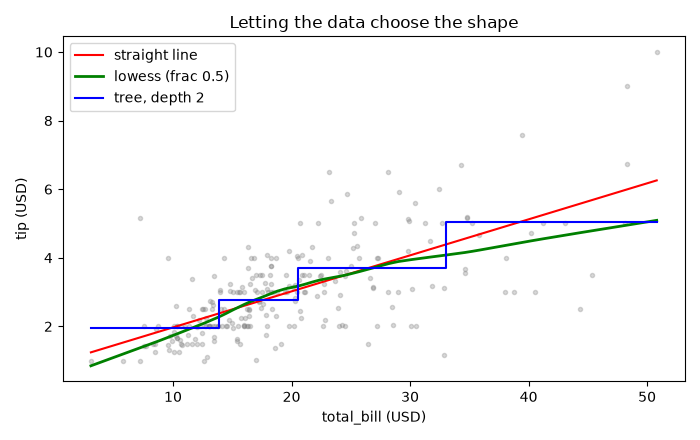 Letting the data choose the shape
straight line
lowess (frac 0.5)
tree, depth 2
tip (USD)
10
8
6
4
2
10 20 30 40 50
total_bill (USD)